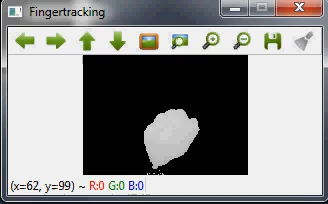 Fingertracking
(x=62, y=99) ~ R:0 G:0 B:0